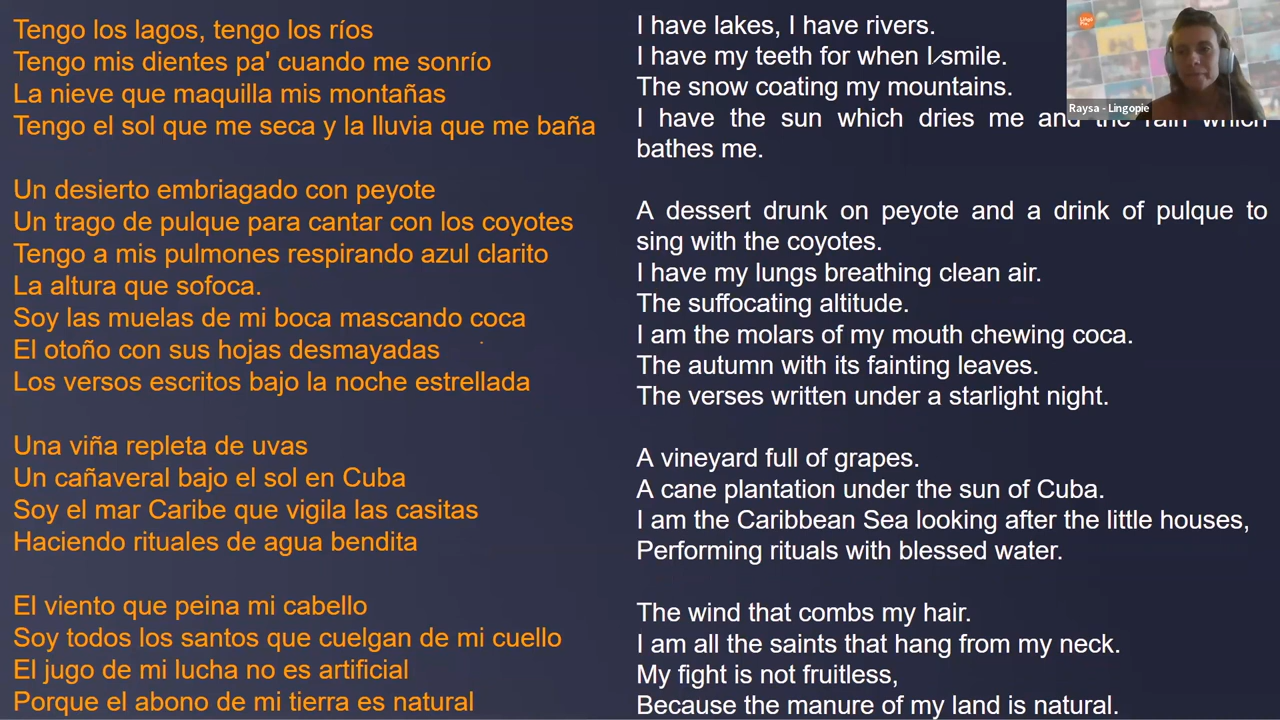 Tengo los lagos, tengo los ríos
Tengo mis dientes pa' cuando me sonrío
La nieve que maquilla mis montañas
Tengo el sol que me seca y la lluvia que me baña
Un desierto embriagado con peyote
Un trago de pulque para cantar con los coyotes
Tengo a mis pulmones respirando azul clarito
La altura que sofoca.
Soy las muelas de mi boca mascando coca
El otoño con sus hojas desmayadas
Los versos escritos bajo la noche estrellada
Una viña repleta de uvas
Un cañaveral bajo el sol en Cuba
Soy el mar Caribe que vigila las casitas
Haciendo rituales de agua bendita
El viento que peina mi cabello
Soy todos los santos que cuelgan de mi cuello
El jugo de mi lucha no es artificial
Porque el abono de mi tierra es natural
I have lakes, I have rivers.
I have my teeth for when I smile.
The snow coating my mountains.
I have the sun which dries me and the rain which
bathes me.
A dessert drunk on peyote and a drink of pulque to
sing with the coyotes.
I have my lungs breathing clean air.
The suffocating altitude.
I am the molars of my mouth chewing coca.
The autumn with its fainting leaves.
The verses written under a starlight night.
A vineyard full of grapes.
A cane plantation under the sun of Cuba.
I am the Caribbean Sea looking after the little houses,
Performing rituals with blessed water.
The wind that combs my hair.
I am all the saints that hang from my neck.
My fight is not fruitless,
Because the manure of my land is natural.
Lingo
Pie
Raysa - Lingopie